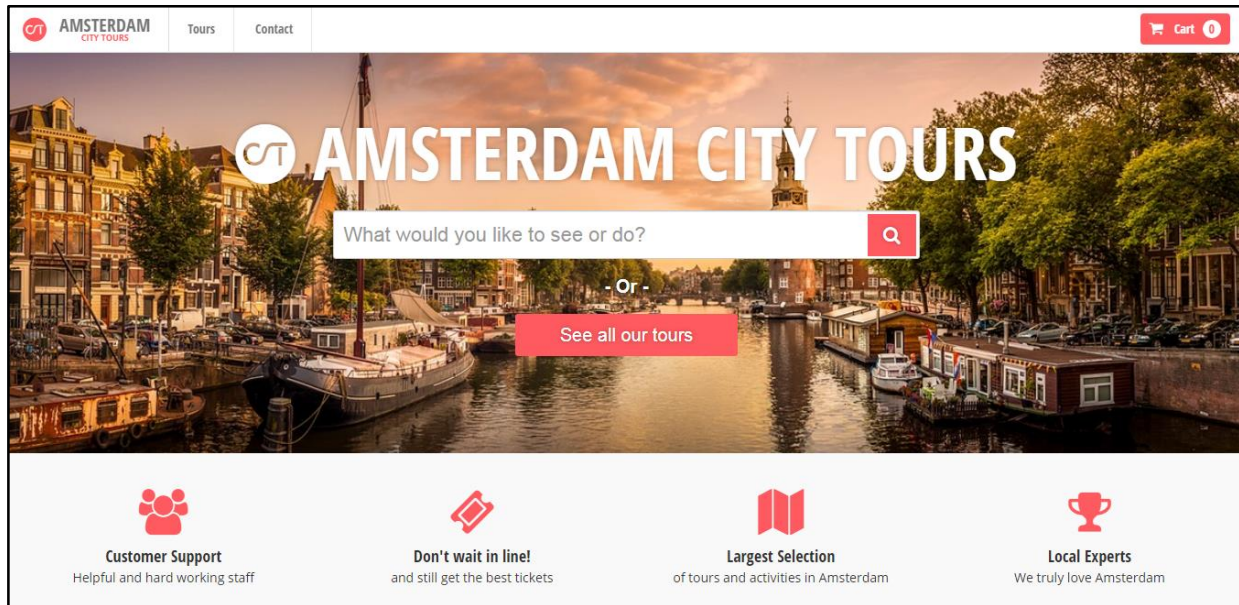 CT AMSTERDAM
CITY TOURS
Tours
Contact
Cart 0
CT AMSTERDAM CITY TOURS
What would you like to see or do?
- Or -
See all our tours
Customer Support
Helpful and hard working staff
Don't wait in line!
and still get the best tickets
Largest Selection
of tours and activities in Amsterdam
Local Experts
We truly love Amsterdam